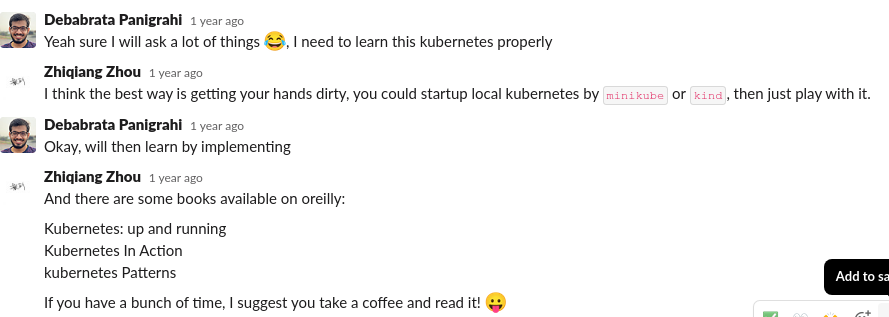 Debabrata Panigrahi 1 year ago
Yeah sure I will ask a lot of things 😂, I need to learn this kubernetes properly
Zhiqiang Zhou 1 year ago
I think the best way is getting your hands dirty, you could startup local kubernetes by minikube or kind, then just play with it.
Debabrata Panigrahi 1 year ago
Okay, will then learn by implementing
Zhiqiang Zhou 1 year ago
And there are some books available on oreilly:
Kubernetes: up and running
Kubernetes In Action
kubernetes Patterns
If you have a bunch of time, I suggest you take a coffee and read it! 😛
Add to sa